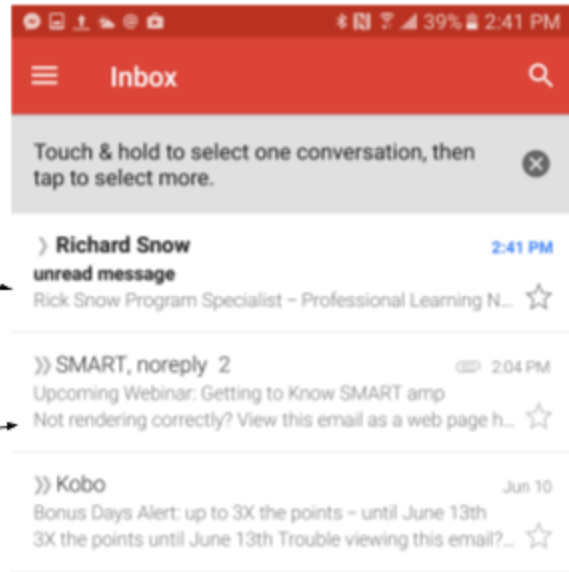 39% 2:41 PM
Inbox
Touch & hold to select one conversation, then
tap to select more.
Richard Snow 2:41 PM
unread message
Rick Snow Program Specialist – Professional Learning N...
SMART, noreply 2 2:04 PM
Upcoming Webinar: Getting to Know SMART amp
Not rendering correctly? View this email as a web page h...
Kobo Jun 10
Bonus Days Alert: up to 3X the points – until June 13th
3X the points until June 13th Trouble viewing this email?...